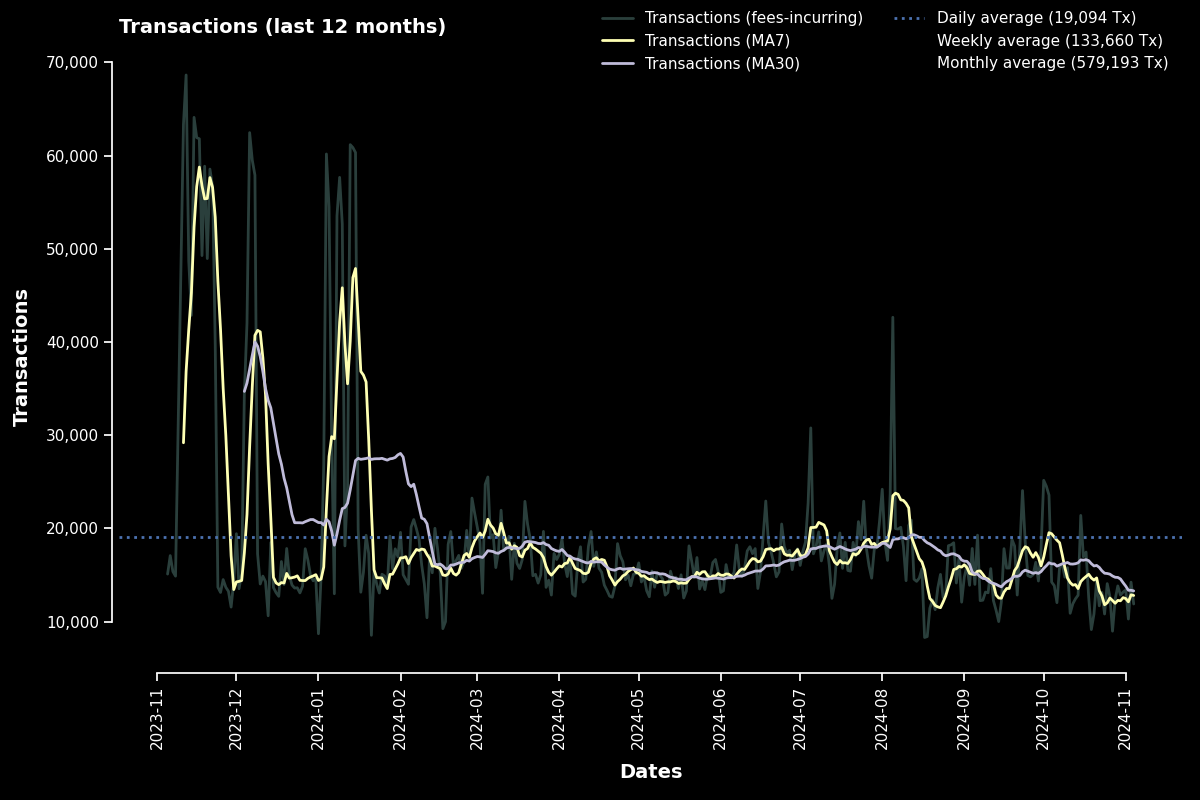 Transactions (last 12 months)
Transactions (fees-incurring)
Transactions (MA7)
Transactions (MA30)
Daily average (19,094 Tx)
Weekly average (133,660 Tx)
Monthly average (579,193 Tx)
Transactions
70,000
60,000
50,000
40,000
30,000
20,000
10,000
2023-11
2023-12
2024-01
2024-02
2024-03
2024-04
2024-05
2024-06
2024-07
2024-08
2024-09
2024-10
2024-11
Dates